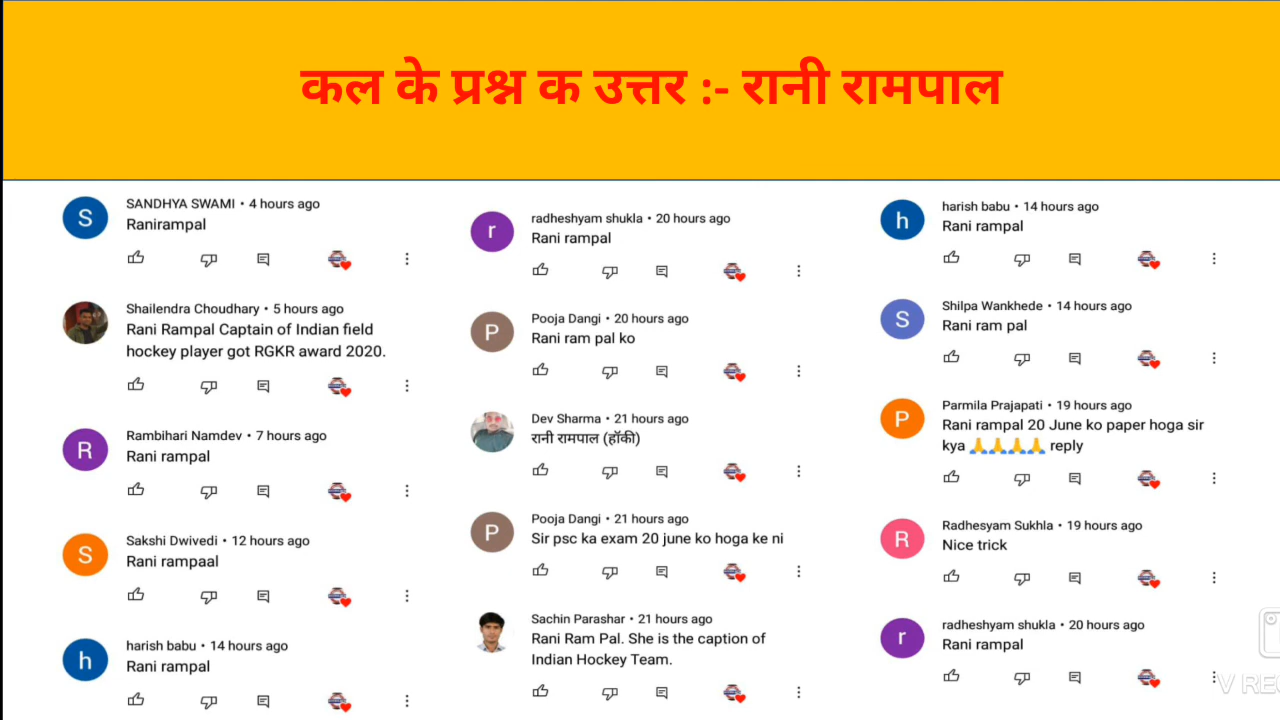 कल के प्रश्न क उत्तर :- रानी रामपाल
S
SANDHYA SWAMI • 4 hours ago
Ranirampal
Shailendra Choudhary • 5 hours ago
Rani Rampal Captain of Indian field
hockey player got RGKR award 2020.
R
Rambihari Namdev • 7 hours ago
Rani rampal
S
Sakshi Dwivedi • 12 hours ago
Rani rampaal
h
harish babu • 14 hours ago
Rani rampal
r
radheshyam shukla • 20 hours ago
Rani rampal
P
Pooja Dangi • 20 hours ago
Rani ram pal ko
Dev Sharma • 21 hours ago
रानी रामपाल (हॉकी)
P
Pooja Dangi • 21 hours ago
Sir psc ka exam 20 june ko hoga ke ni
Sachin Parashar • 21 hours ago
Rani Ram Pal. She is the caption of
Indian Hockey Team.
h
harish babu • 14 hours ago
Rani rampal
S
Shilpa Wankhede • 14 hours ago
Rani ram pal
P
Parmila Prajapati • 19 hours ago
Rani rampal 20 June ko paper hoga sir
kya 🙏🙏🙏🙏 reply
R
Radhesyam Sukhla • 19 hours ago
Nice trick
r
radheshyam shukla • 20 hours ago
Rani rampal
V REC